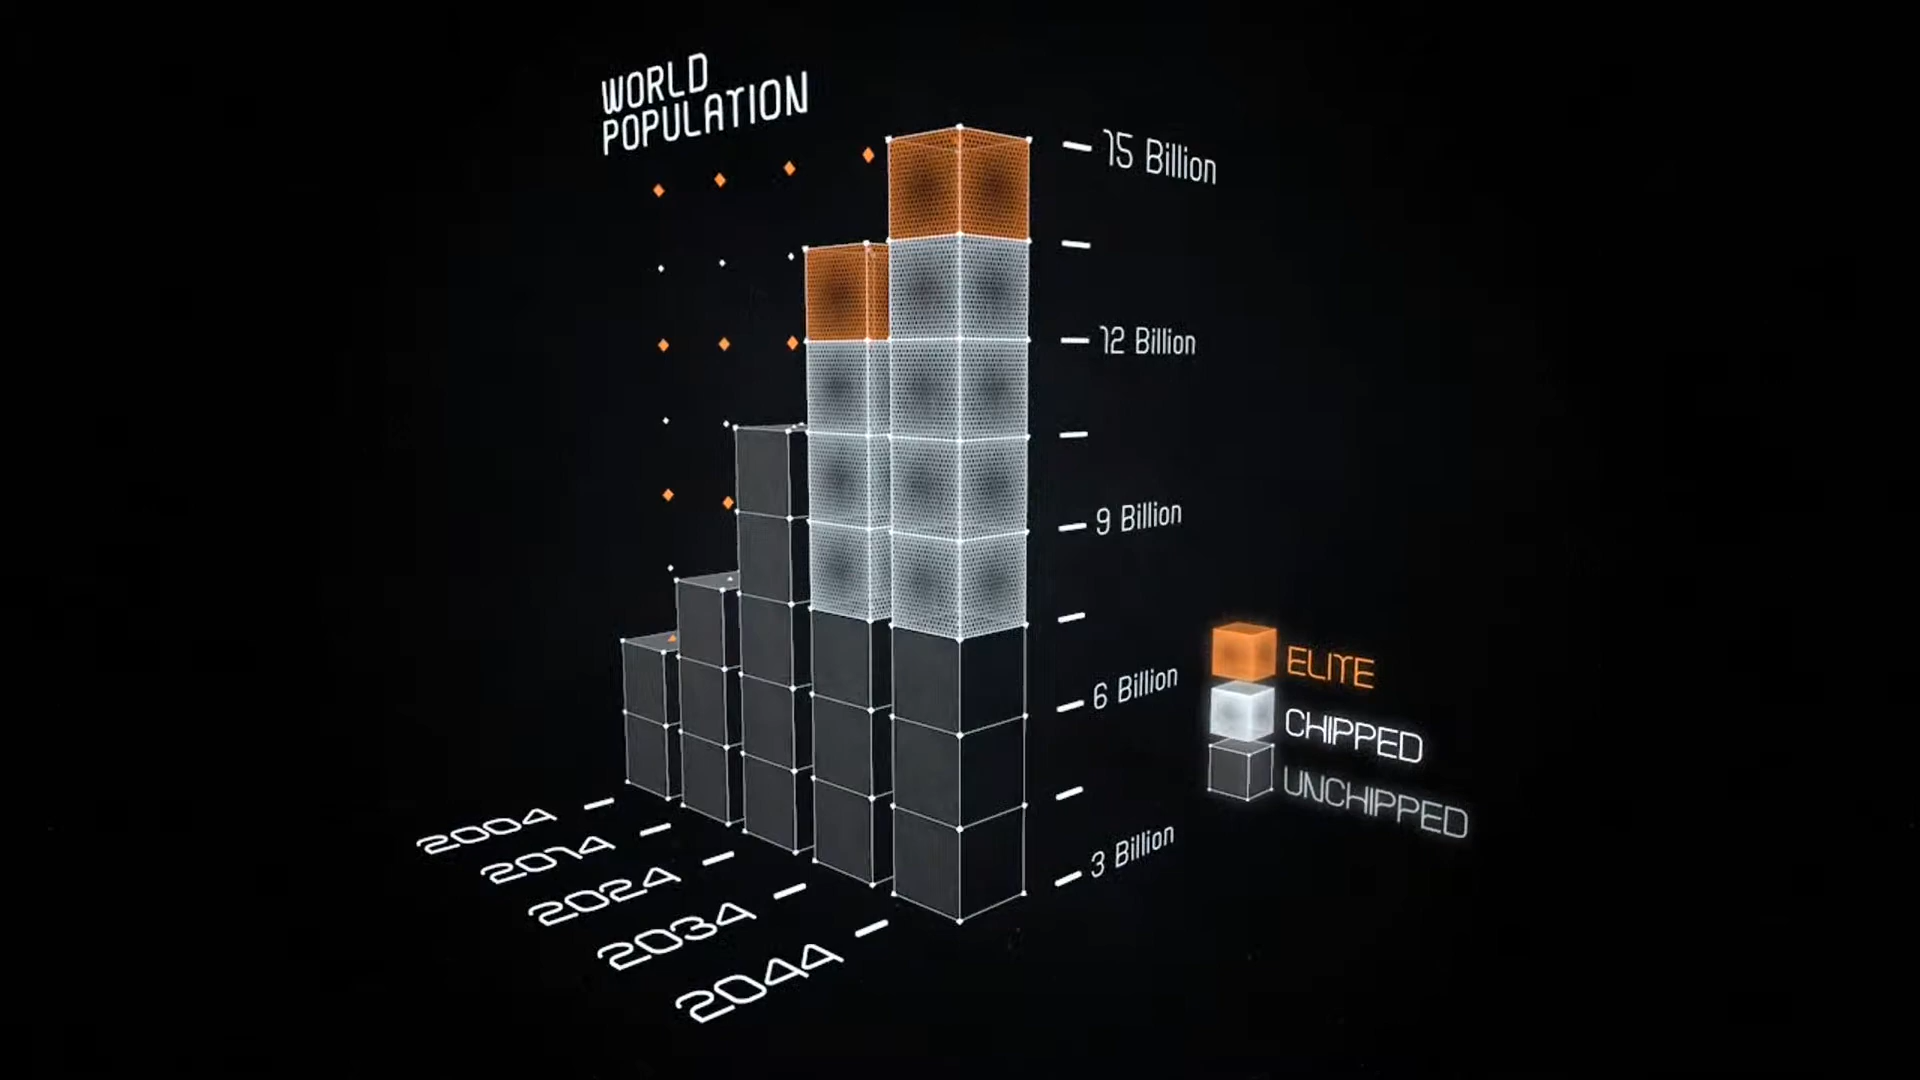 WORLD
POPULATION
15 Billion
12 Billion
9 Billion
6 Billion
3 Billion
ELITE
CHIPPED
UNCHIPPED
2004
2014
2024
2034
2044